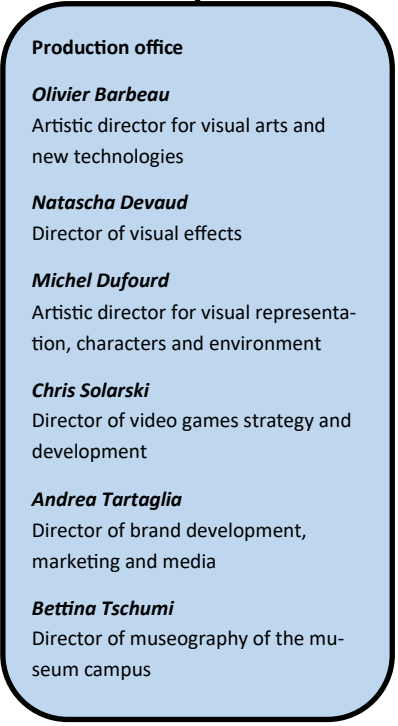 Production office
Olivier Barbeau
Artistic director for visual arts and
new technologies
Natascha Devaud
Director of visual effects
Michel Dufourd
Artistic director for visual representa-
tion, characters and environment
Chris Solarski
Director of video games strategy and
development
Andrea Tartaglia
Director of brand development,
marketing and media
Bettina Tschumi
Director of museography of the mu-
seum campus